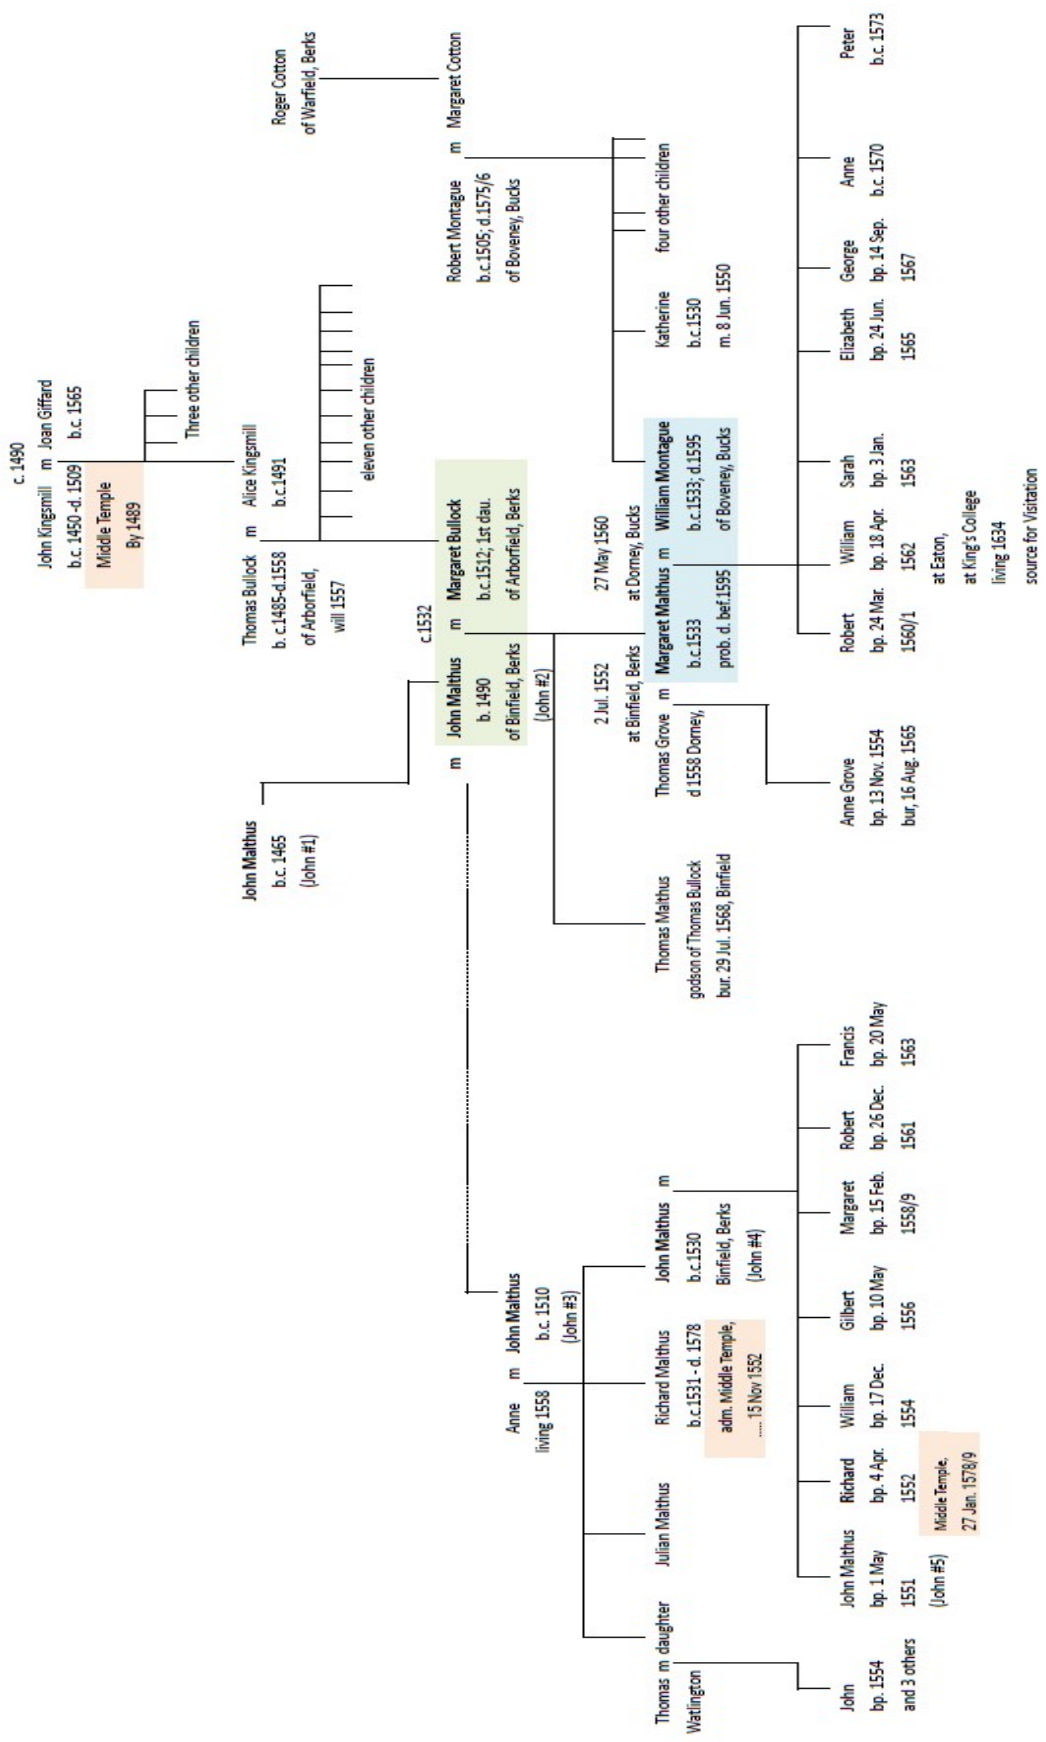 c. 1490
John Kingsmill m Joan Giffard
b.c. 1450 -d. 1509
b.c. 1565
Middle Temple
By 1489
Three other children
Roger Cotton
of Warfield, Berks
John Malthus
b.c. 1465
(John #1)
Thomas Bullock m Alice Kingsmill
b. c.1485-d.1558
b.c.1491
of Arborfield,
will 1557
eleven other children
c.1532
m John Malthus m Margaret Bullock
b. 1490
b.c.1512; 1st dau.
of Binfield, Berks
of Arborfield, Berks
(John #2)
Robert Montague m Margaret Cotton
b.c.1505; d.1575/6
of Boveney, Bucks
Anne m John Malthus
living 1558
b.c. 1510
(John #3)
2 Jul. 1552
at Binfield, Berks
27 May 1560
at Dorney, Bucks
Thomas m daughter
Watlington
Julian Malthus
Richard Malthus
b.c.1531 - d. 1578
adm. Middle Temple,
..... 15 Nov 1552
John Malthus m
b.c.1530
Binfield, Berks
(John #4)
Thomas Malthus
godson of Thomas Bullock
bur. 29 Jul. 1568, Binfield
Thomas Grove m Margaret Malthus m William Montague
d 1558 Dorney,
b.c.1533
prob. d. bef.1595
b.c.1533; d.1595
of Boveney, Bucks
Katherine
b.c.1530
m. 8 Jun. 1550
four other children
John
bp. 1554
and 3 others
John Malthus
bp. 1 May
1551
(John #5)
Richard
bp. 4 Apr.
1552
Middle Temple,
27 Jan. 1578/9
William
bp. 17 Dec.
1554
Gilbert
bp. 10 May
1556
Margaret
bp. 15 Feb.
1558/9
Robert
bp. 26 Dec.
1561
Francis
bp. 20 May
1563
Anne Grove
bp. 13 Nov. 1554
bur, 16 Aug. 1565
Robert
bp. 24 Mar.
1560/1
William
bp. 18 Apr.
1562
at Eaton,
at King's College
living 1634
source for Visitation
Sarah
bp. 3 Jan.
1563
Elizabeth
bp. 24 Jun.
1565
George
bp. 14 Sep.
1567
Anne
b.c. 1570
Peter
b.c. 1573